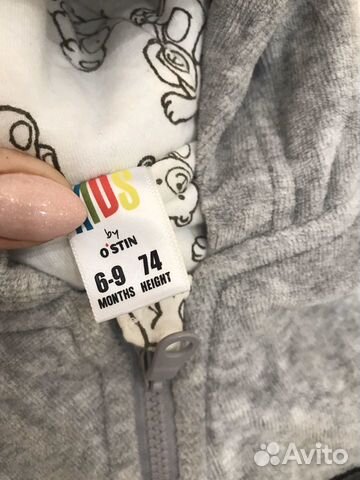 KIDS
by
O'STIN
6-9 74
MONTHS HEIGHT
Avito